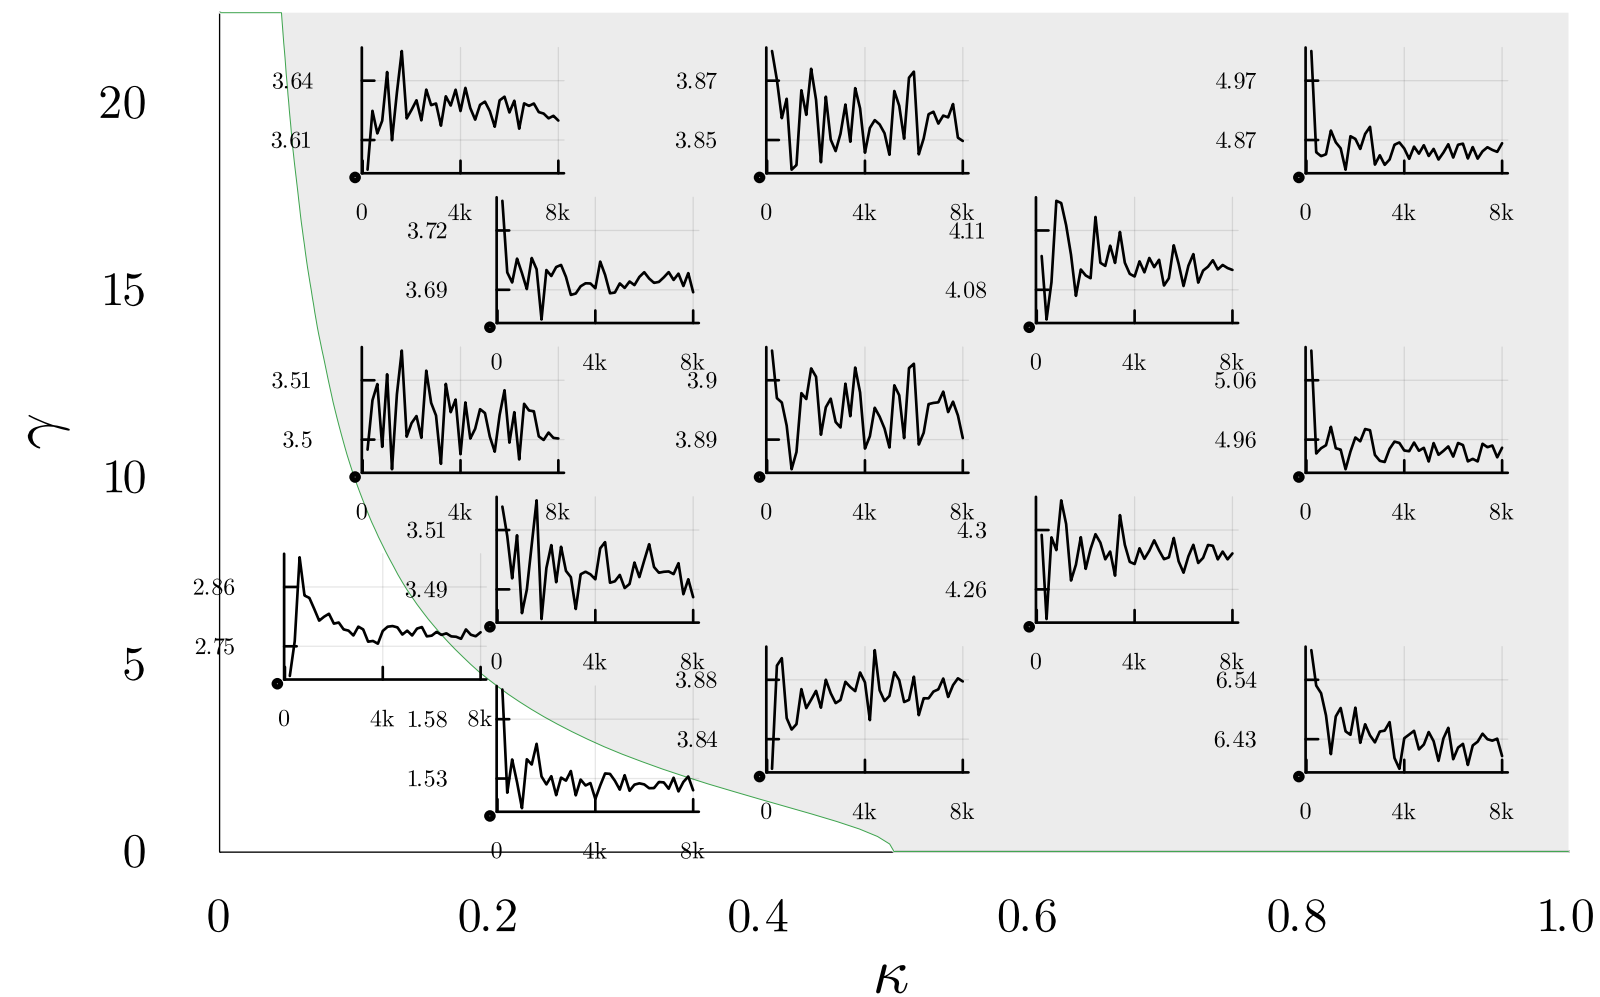 20
15
10
5
0
γ
3.64
3.61
0 4k 8k
3.87
3.85
0 4k 8k
4.97
4.87
0 4k 8k
3.72
3.69
0 4k 8k
4.11
4.08
0 4k 8k
3.51
3.5
0 4k 8k
3.9
3.89
0 4k 8k
5.06
4.96
0 4k 8k
3.51
3.49
0 4k 8k
4.3
4.26
0 4k 8k
2.86
2.75
0 4k 8k
1.58
1.53
0 4k 8k
3.88
3.84
0 4k 8k
6.54
6.43
0 4k 8k
0 0.2 0.4 0.6 0.8 1.0
κ